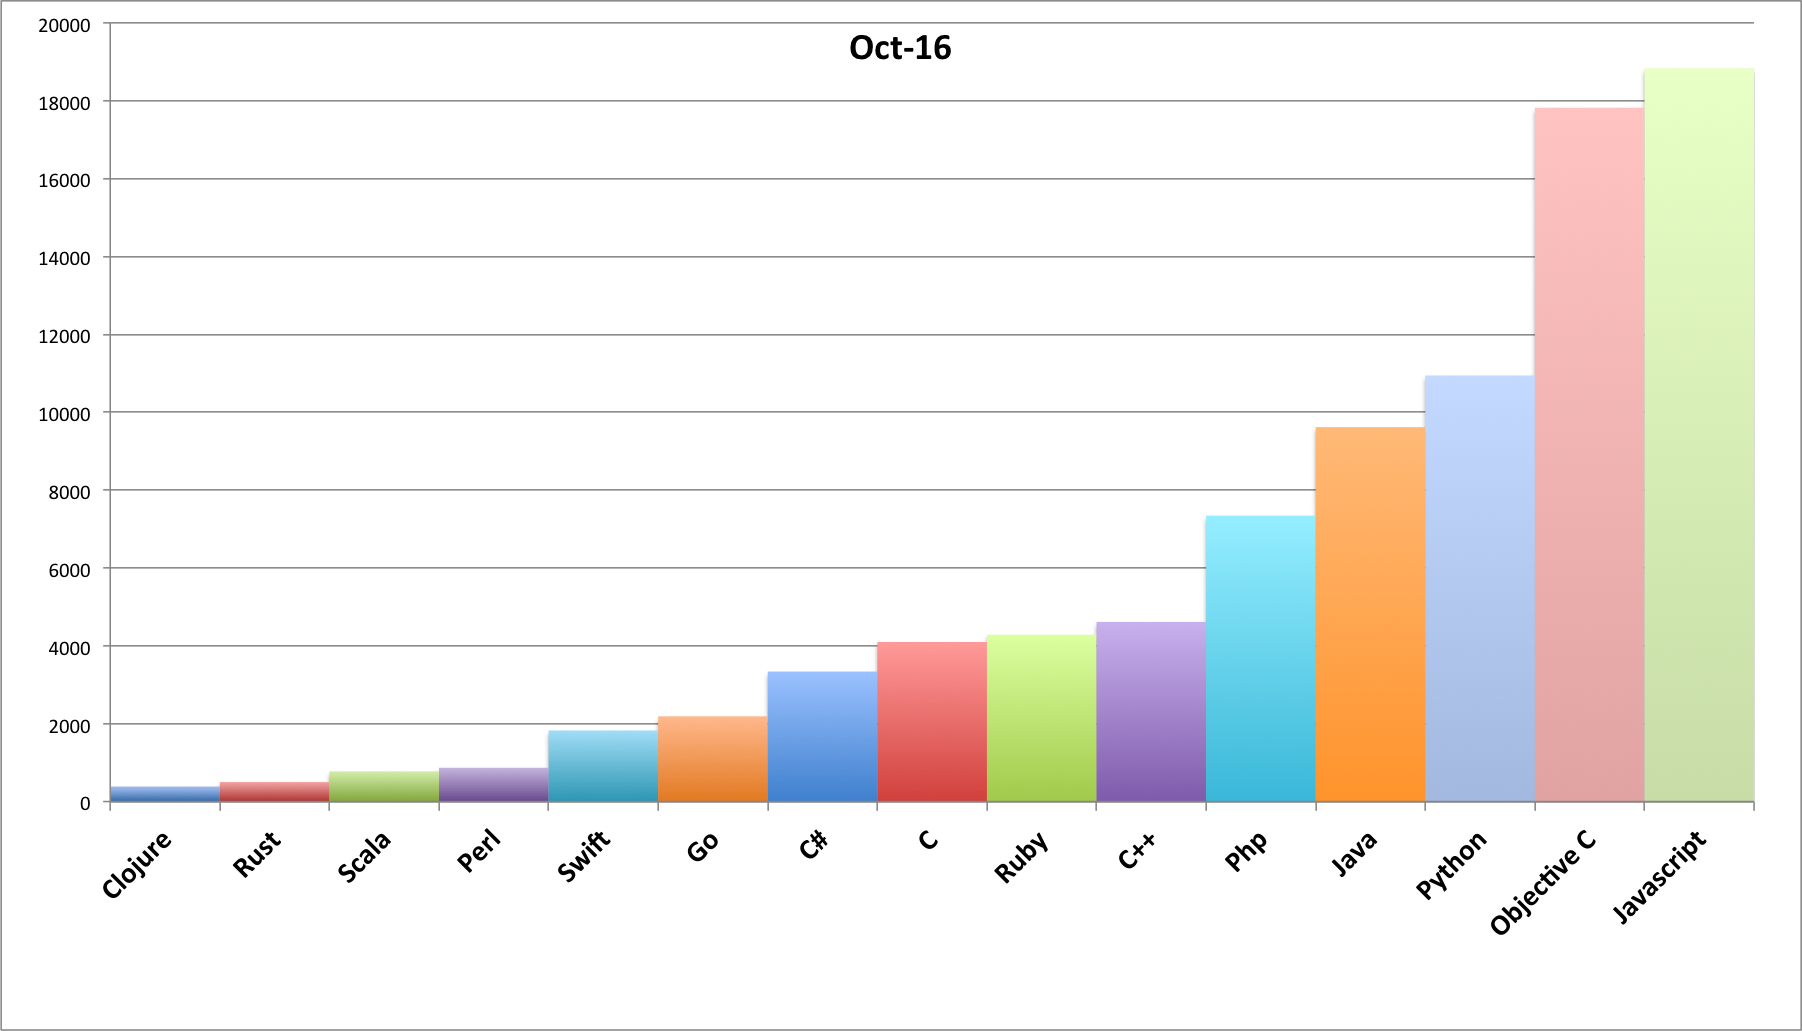 Oct-16
20000
18000
16000
14000
12000
10000
8000
6000
4000
2000
0
Clojure
Rust
Scala
Perl
Swift
Go
C#
C
Ruby
C++
Php
Java
Python
Objective C
Javascript